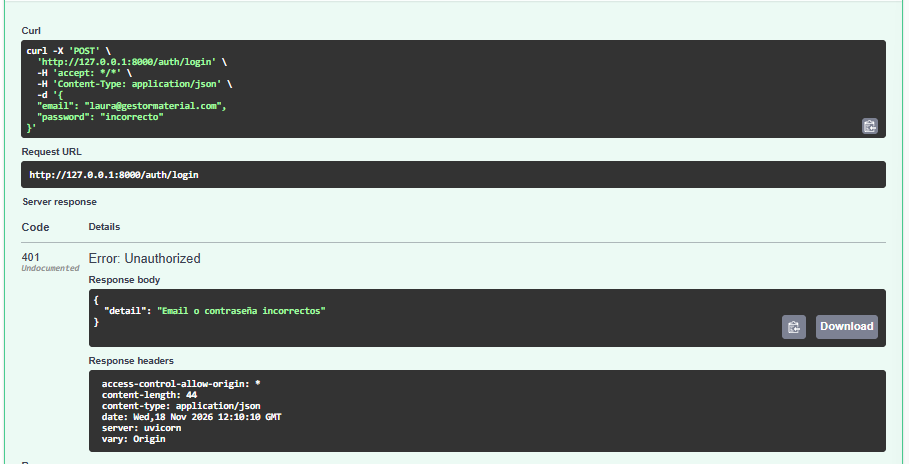 Curl
curl -X 'POST' \
'http://127.0.0.1:8000/auth/login' \
-H 'accept: */*' \
-H 'Content-Type: application/json' \
-d '{
"email": "laura@gestormaterial.com",
"password": "incorrecto"
}'
Request URL
http://127.0.0.1:8000/auth/login
Server response
Code Details
401 Error: Unauthorized
Undocumented
Response body
{
"detail": "Email o contraseña incorrectos"
}
Download
Response headers
access-control-allow-origin: *
content-length: 44
content-type: application/json
date: Wed,18 Nov 2026 12:10:10 GMT
server: uvicorn
vary: Origin